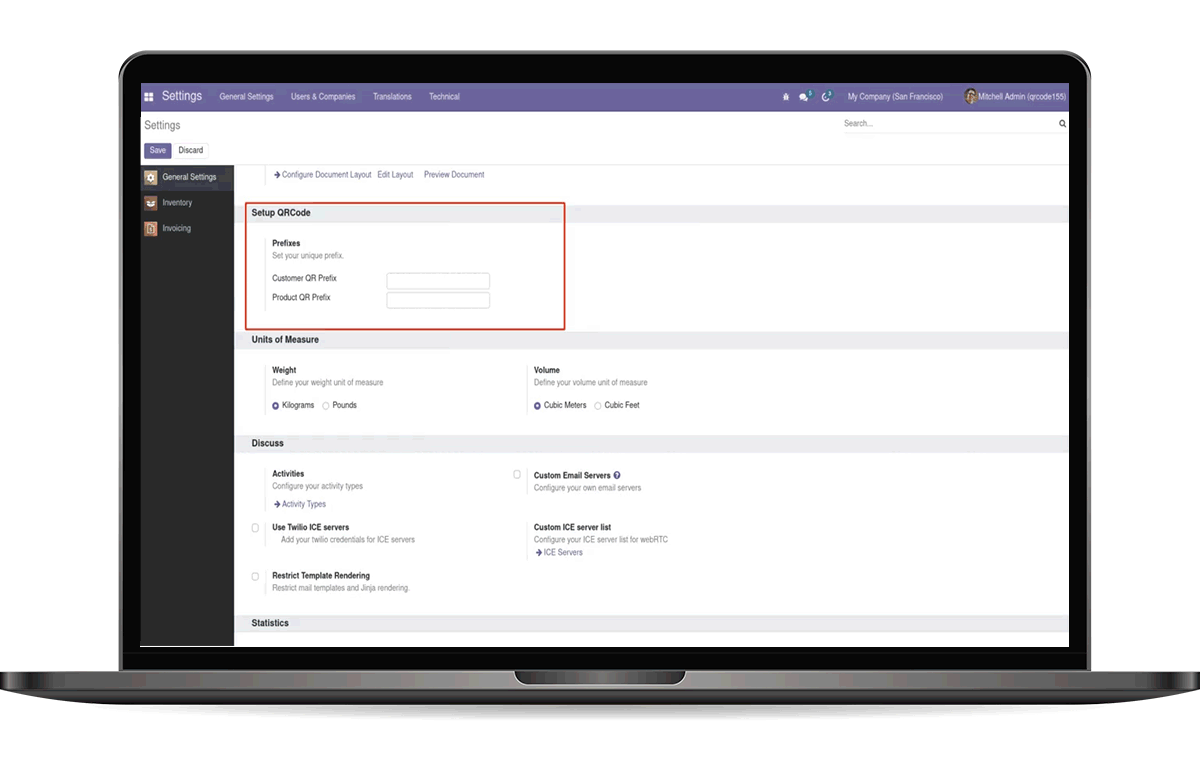 Settings General Settings Users & Companies Translations Technical My Company (San Francisco) Mitchell Admin (qrcode155)
Settings Search...
Save Discard
General Settings
Inventory
Invoicing
Configure Document Layout Edit Layout Preview Document
Setup QRCode
Prefixes
Set your unique prefix.
Customer QR Prefix
Product QR Prefix
Units of Measure
Weight Volume
Define your weight unit of measure Define your volume unit of measure
Kilograms Pounds Cubic Meters Cubic Feet
Discuss
Activities Custom Email Servers ?
Configure your activity types Configure your own email servers
Activity Types
Use Twilio ICE servers Custom ICE server list
Add your twilio credentials for ICE servers Configure your ICE server list for webRTC
ICE Servers
Restrict Template Rendering
Restrict mail templates and Jinja rendering.
Statistics